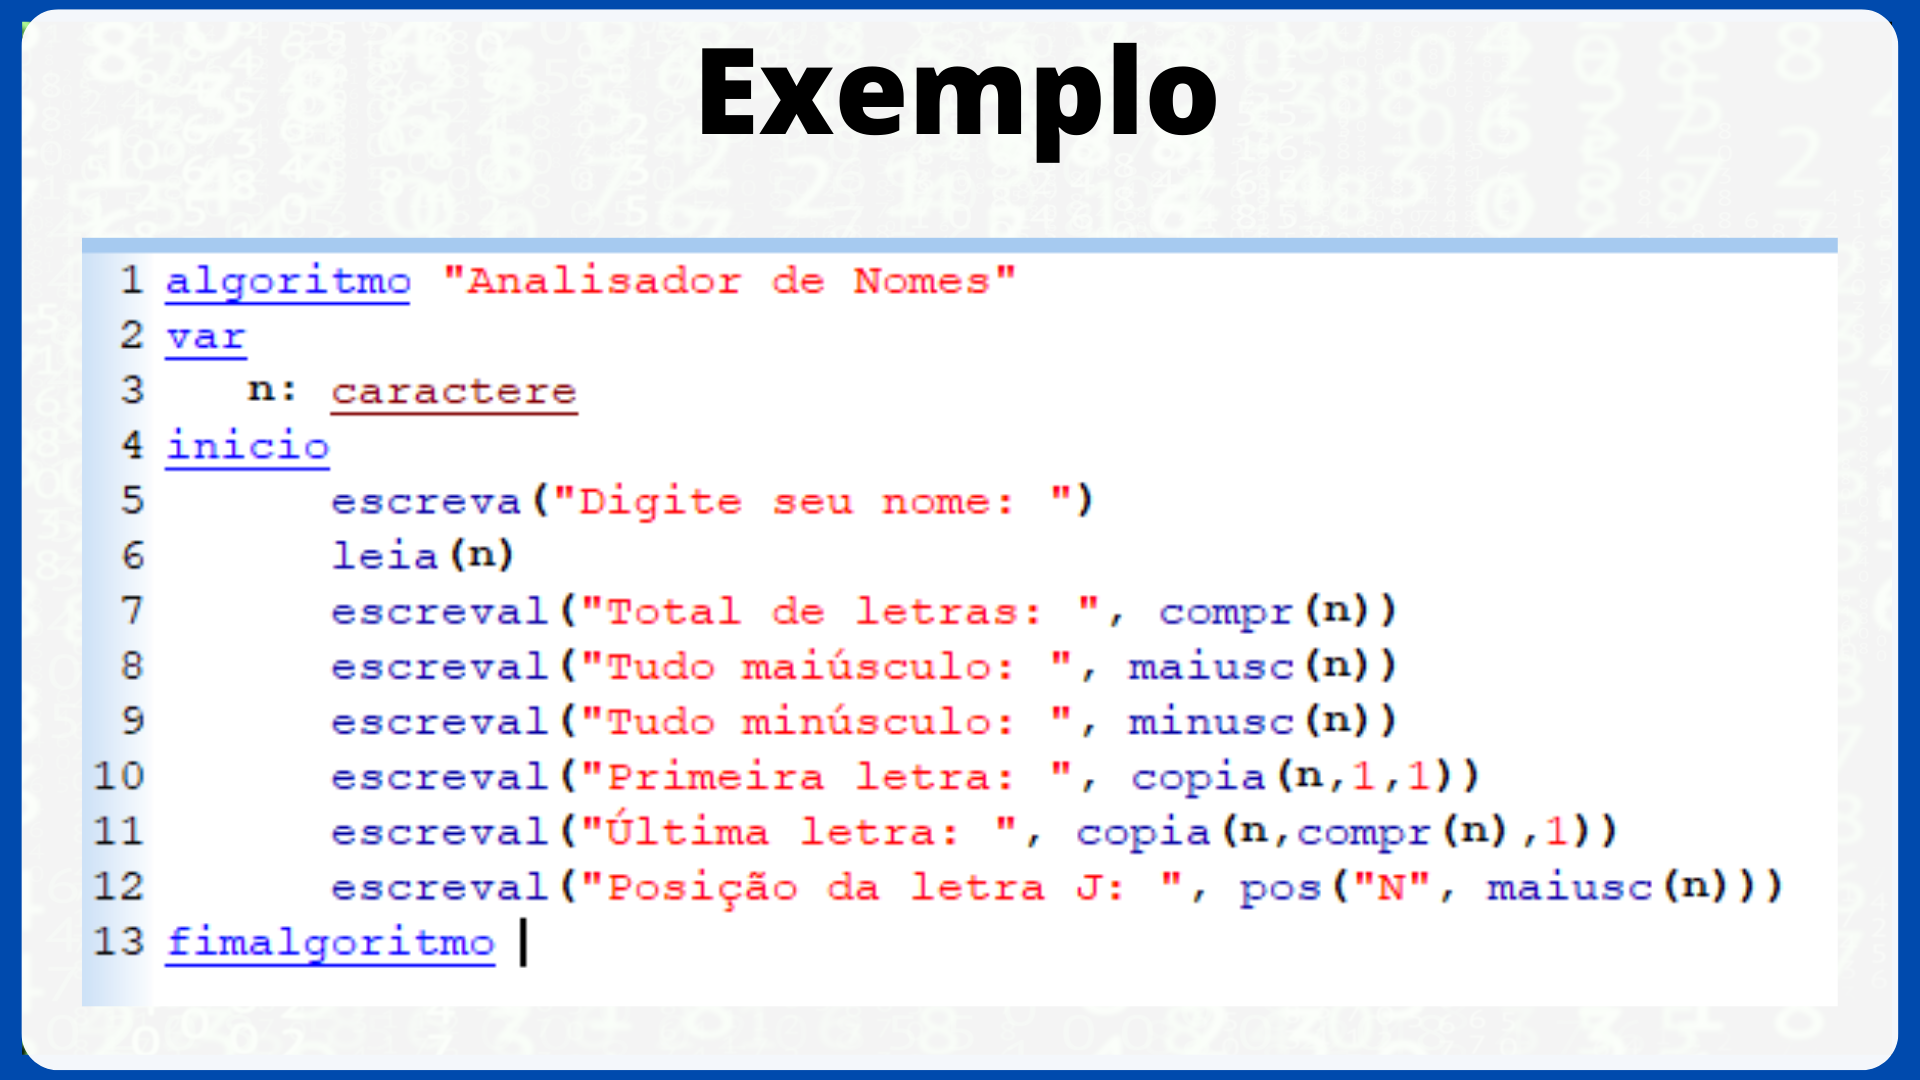 Exemplo
1 algoritmo "Analisador de Nomes"
2 var
3 n: caractere
4 inicio
5 escreva("Digite seu nome: ")
6 leia(n)
7 escreval("Total de letras: ", compr(n))
8 escreval("Tudo maiúsculo: ", maiusc(n))
9 escreval("Tudo minúsculo: ", minusc(n))
10 escreval("Primeira letra: ", copia(n,1,1))
11 escreval("Última letra: ", copia(n,compr(n),1))
12 escreval("Posição da letra J: ", pos("N", maiusc(n)))
13 fimalgoritmo